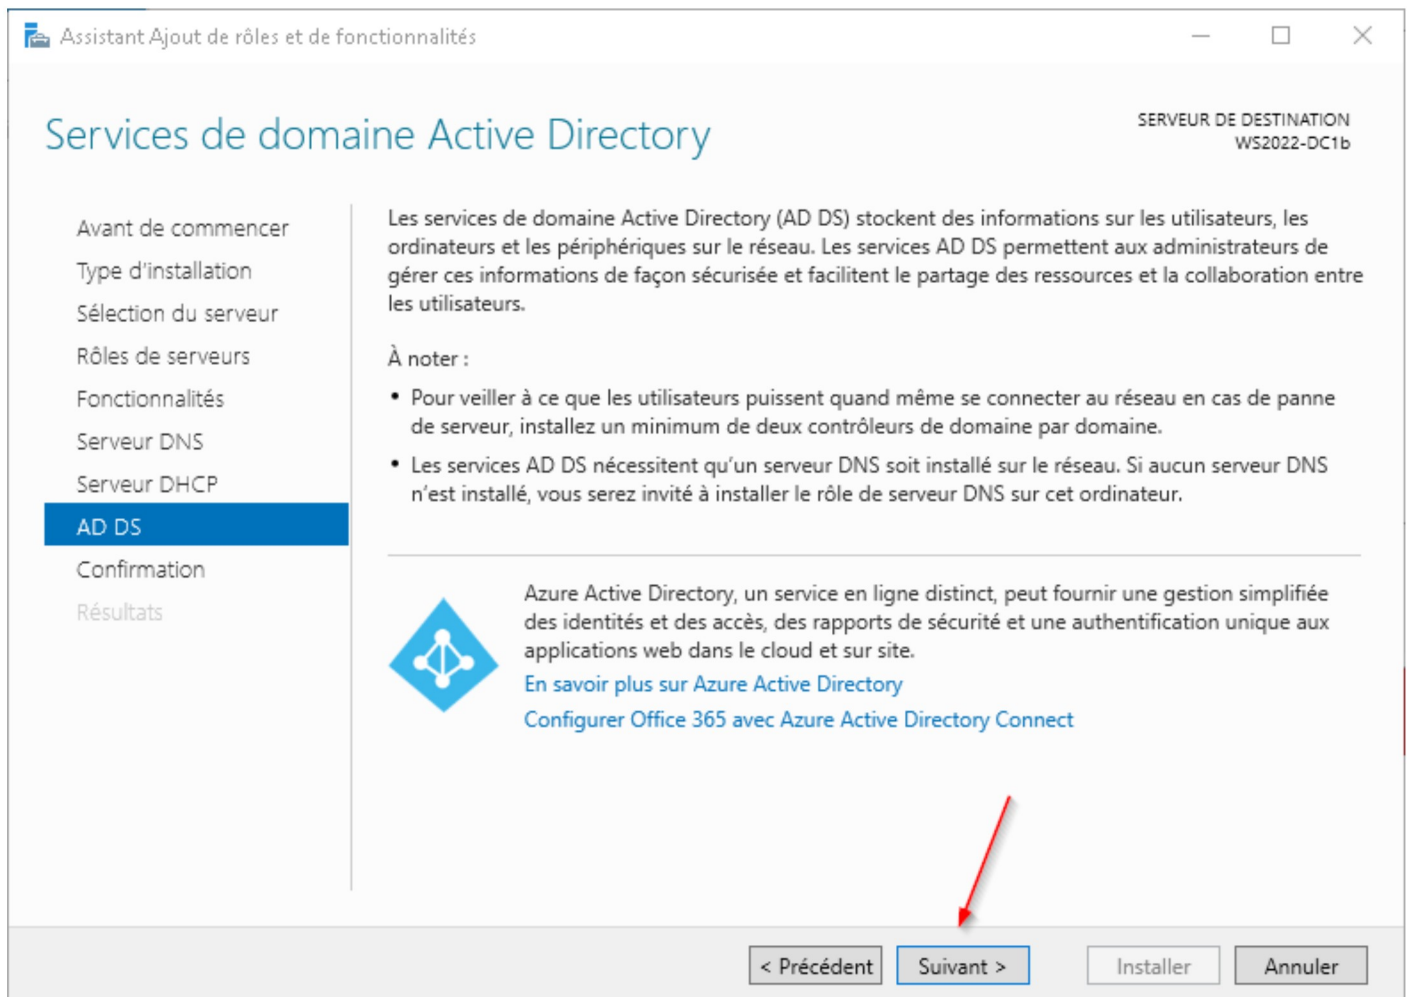 Assistant Ajout de rôles et de fonctionnalités
Services de domaine Active Directory
SERVEUR DE DESTINATION
WS2022-DC1b
Avant de commencer
Type d'installation
Sélection du serveur
Rôles de serveurs
Fonctionnalités
Serveur DNS
Serveur DHCP
AD DS
Confirmation
Résultats
Les services de domaine Active Directory (AD DS) stockent des informations sur les utilisateurs, les
ordinateurs et les périphériques sur le réseau. Les services AD DS permettent aux administrateurs de
gérer ces informations de façon sécurisée et facilitent le partage des ressources et la collaboration entre
les utilisateurs.
À noter :
• Pour veiller à ce que les utilisateurs puissent quand même se connecter au réseau en cas de panne
de serveur, installez un minimum de deux contrôleurs de domaine par domaine.
• Les services AD DS nécessitent qu'un serveur DNS soit installé sur le réseau. Si aucun serveur DNS
n'est installé, vous serez invité à installer le rôle de serveur DNS sur cet ordinateur.
Azure Active Directory, un service en ligne distinct, peut fournir une gestion simplifiée
des identités et des accès, des rapports de sécurité et une authentification unique aux
applications web dans le cloud et sur site.
En savoir plus sur Azure Active Directory
Configurer Office 365 avec Azure Active Directory Connect
< Précédent
Suivant >
Installer
Annuler